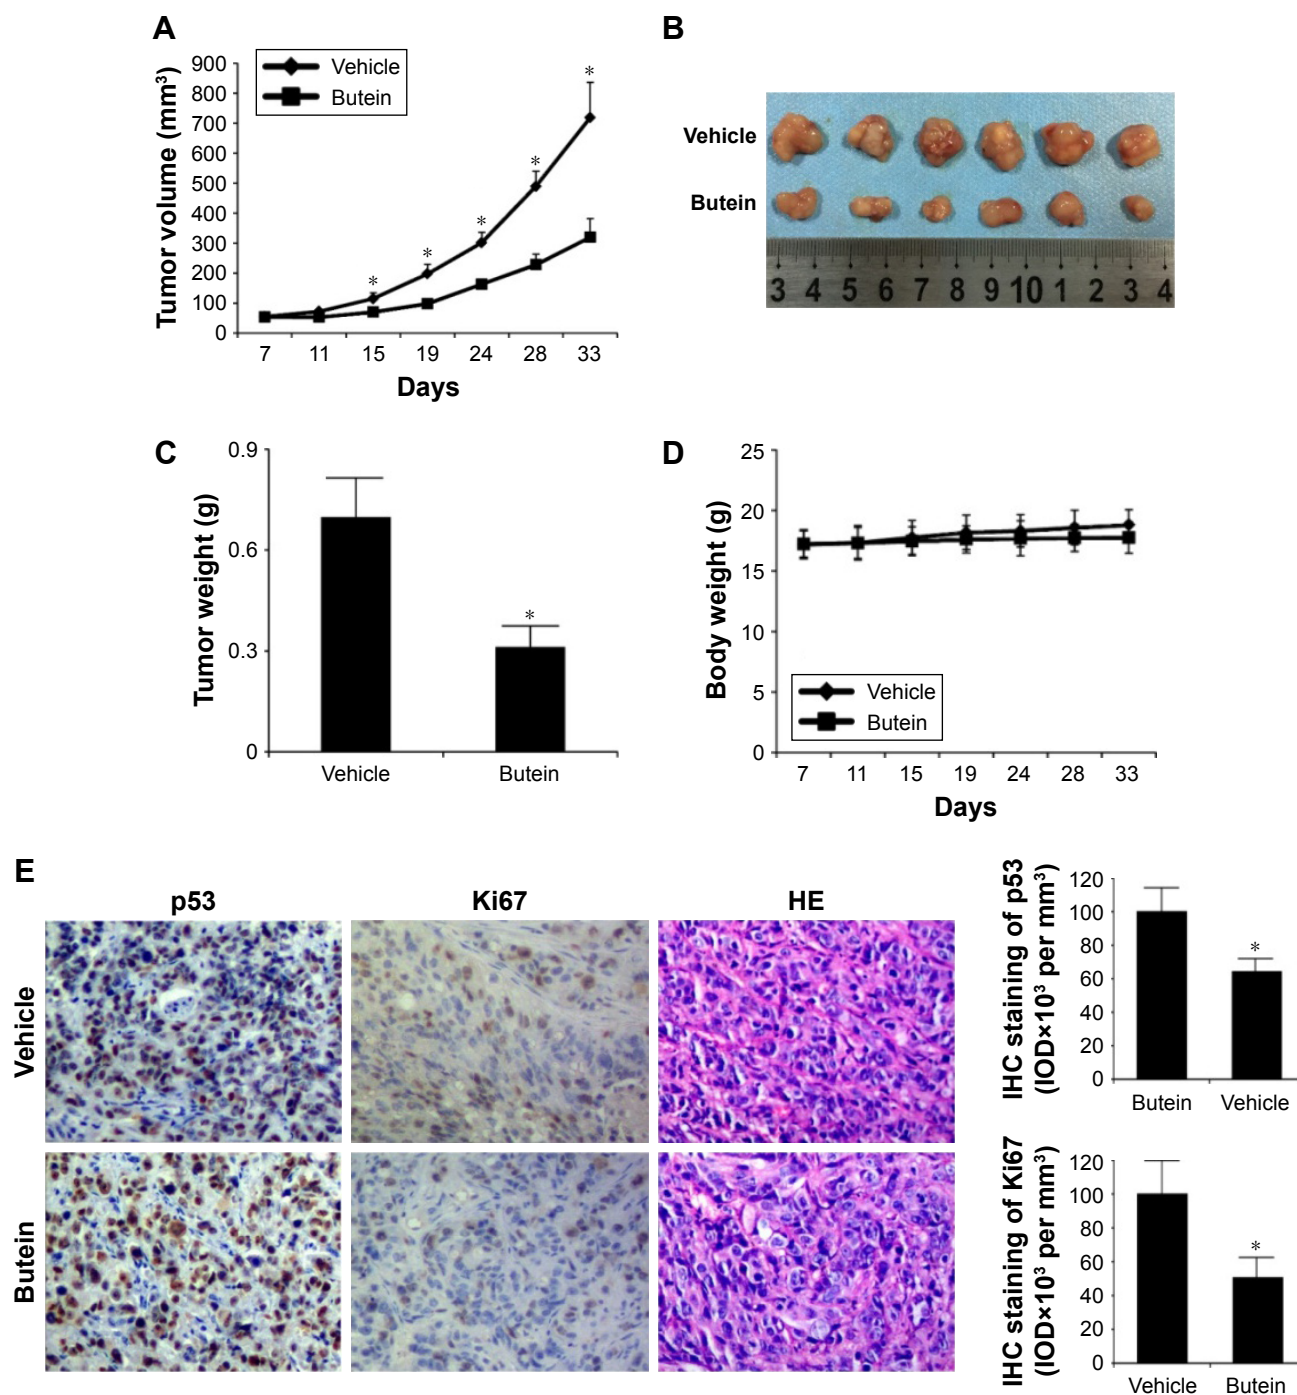 A
900
800
700
600
500
400
300
200
100
0
Tumor volume (mm³)
Vehicle
Butein
*
*
*
*
*
7 11 15 19 24 28 33
Days
B
Vehicle
Butein
3 4 5 6 7 8 9 10 1 2 3 4
C
0.9
0.6
0.3
0
Tumor weight (g)
*
Vehicle Butein
D
25
20
15
10
5
0
Body weight (g)
Vehicle
Butein
7 11 15 19 24 28 33
Days
E
p53 Ki67 HE
Vehicle
Butein
IHC staining of p53
(IOD×10³ per mm³)
120
100
80
60
40
20
0
*
Butein Vehicle
IHC staining of Ki67
(IOD×10³ per mm³)
120
100
80
60
40
20
0
*
Vehicle Butein